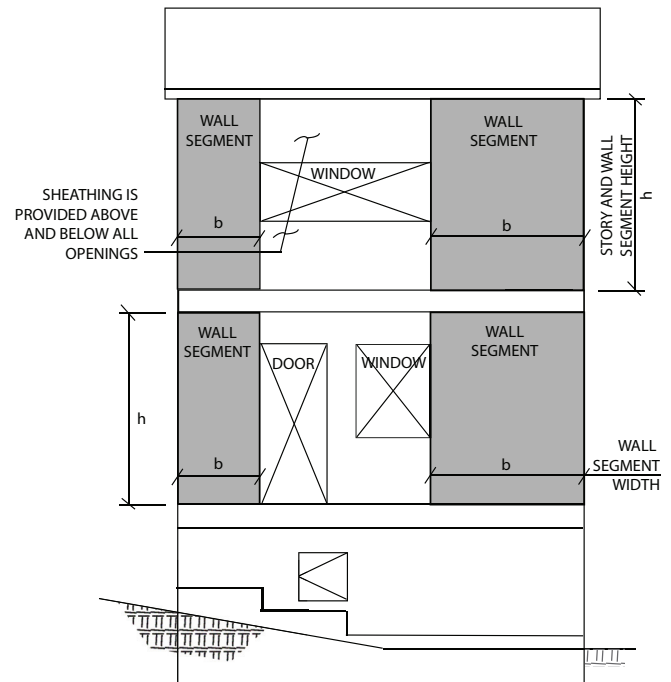 WALL
SEGMENT
WALL
SEGMENT
WINDOW
STORY AND WALL
SEGMENT HEIGHT
h
SHEATHING IS
PROVIDED ABOVE
AND BELOW ALL
OPENINGS
b
b
WALL
SEGMENT
WALL
SEGMENT
DOOR
WINDOW
h
b
b
WALL
SEGMENT
WIDTH